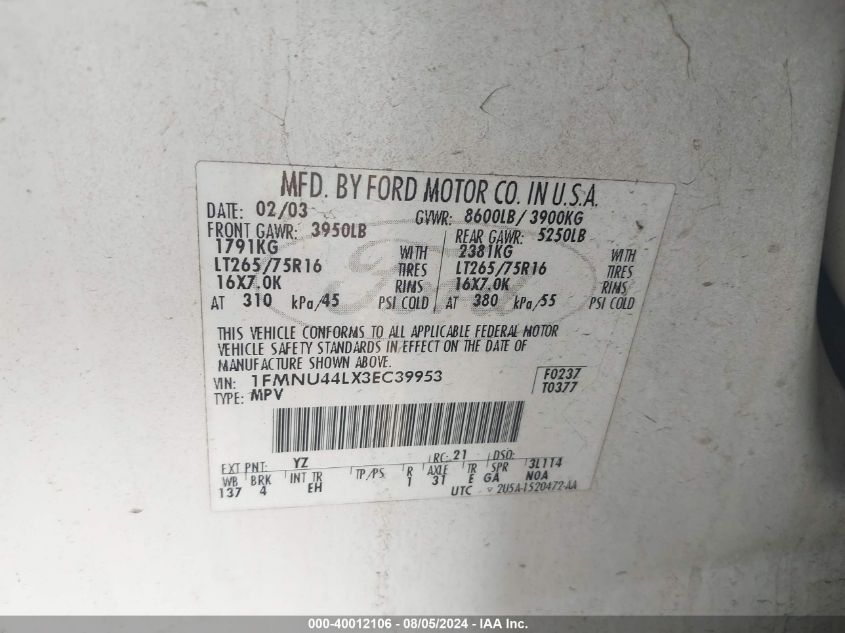 MFD. BY FORD MOTOR CO. IN U.S.A.
DATE: 02/03 GVWR: 8600LB/ 3900KG
FRONT GAWR: 3950LB REAR GAWR: 5250LB
1791KG WITH 2381KG WITH
LT265/75R16 TIRES LT265/75R16 TIRES
16X7.0K RIMS 16X7.0K RIMS
AT 310 kPa/45 PSI COLD AT 380 kPa/55 PSI COLD
Ford
THIS VEHICLE CONFORMS TO ALL APPLICABLE FEDERAL MOTOR
VEHICLE SAFETY STANDARDS IN EFFECT ON THE DATE OF
MANUFACTURE SHOWN ABOVE.
VIN: 1FMNU44LX3EC39953 F0237
TYPE: MPV T0377
EXT PNT: YZ RC: 21 DSO:
WB BRK INT TR TP/PS R AXLE TR SPR 3L1T4
137 4 EH 1 31 E GA N0A
UTC 2U5A-1520472-AA
000-40012106 - 08/05/2024 - IAA Inc.